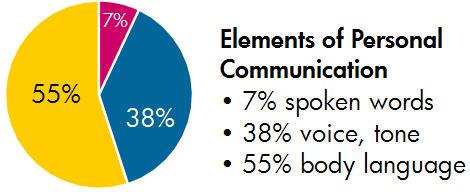 7%
55%
38%
Elements of Personal
Communication
• 7% spoken words
• 38% voice, tone
• 55% body language